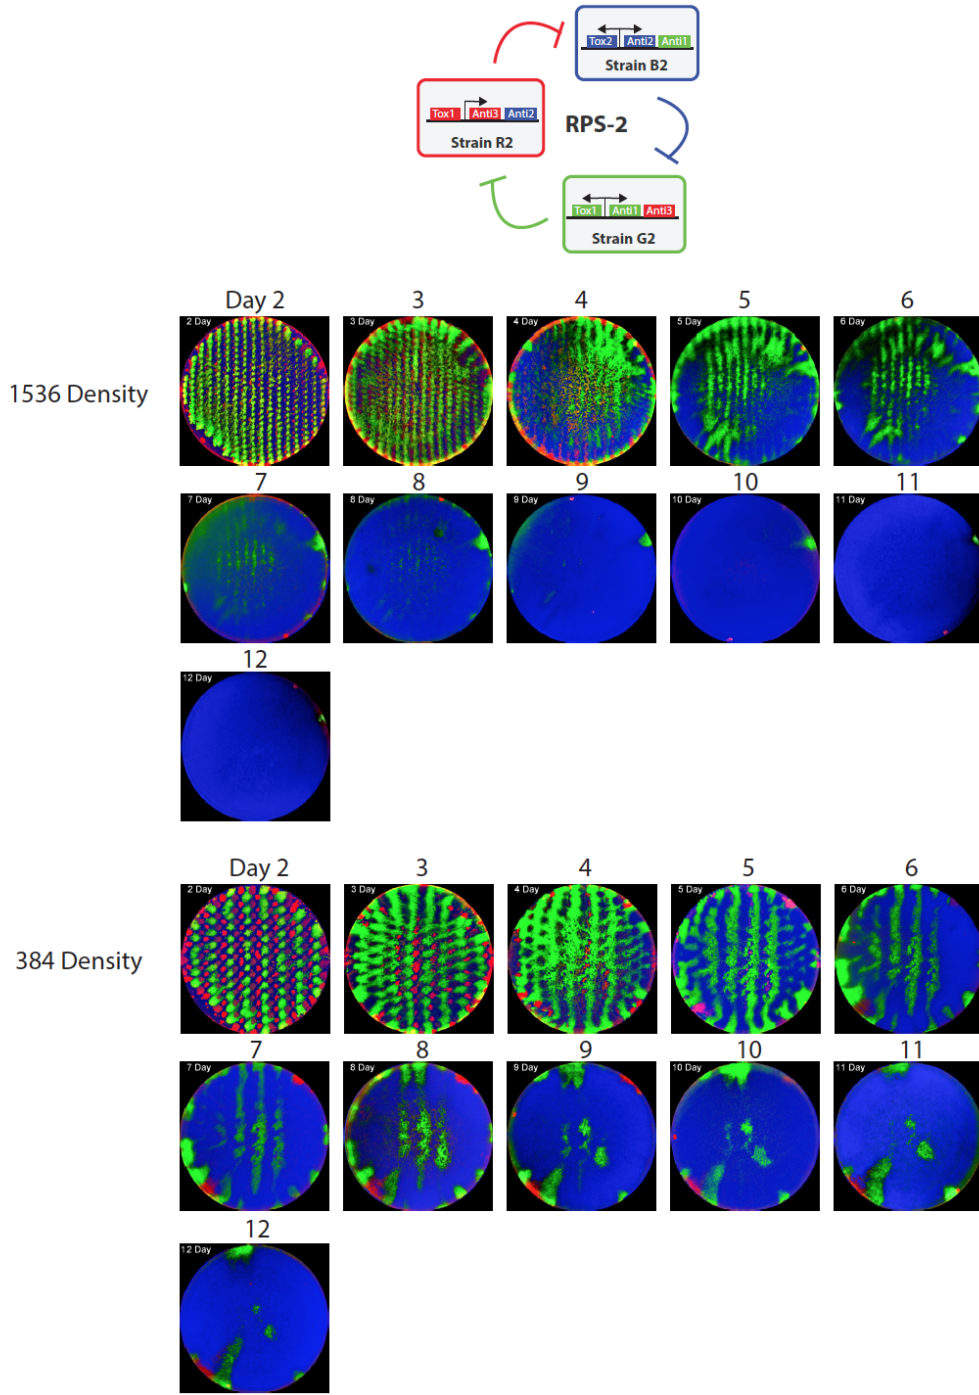 Tox2 Anti2 Anti1
Strain B2
Tox1 Anti3 Anti2
Strain R2
RPS-2
Tox1 Anti1 Anti3
Strain G2
Day 2 3 4 5 6
1536 Density
2 Day 3 Day 4 Day 5 Day 6 Day
7 8 9 10 11
7 Day 8 Day 9 Day 10 Day 11 Day
12
12 Day
Day 2 3 4 5 6
384 Density
2 Day 3 Day 4 Day 5 Day 6 Day
7 8 9 10 11
7 Day 8 Day 9 Day 10 Day 11 Day
12
12 Day